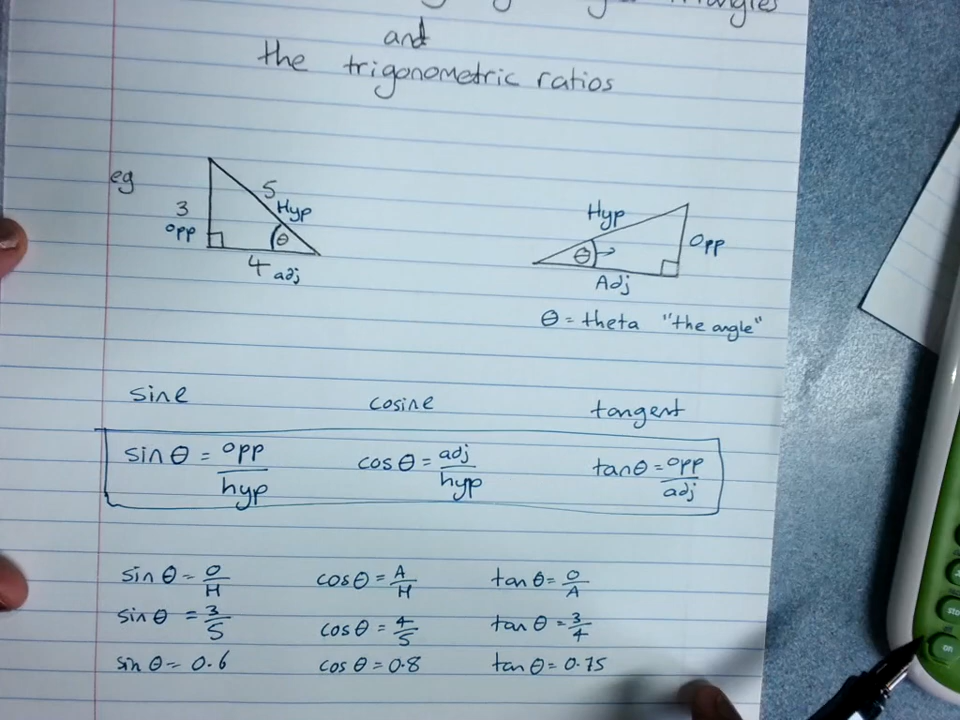 triangles
and
the trigonometric ratios
eg
3
opp
5
Hyp
θ
4 adj
Hyp
θ
Opp
Adj
θ = theta "the angle"
sine cosine tangent
sin θ = opp/hyp cos θ = adj/hyp tan θ = opp/adj
sin θ = O/H cos θ = A/H tan θ = O/A
sin θ = 3/5 cos θ = 4/5 tan θ = 3/4
sin θ = 0.6 cos θ = 0.8 tan θ = 0.75
on